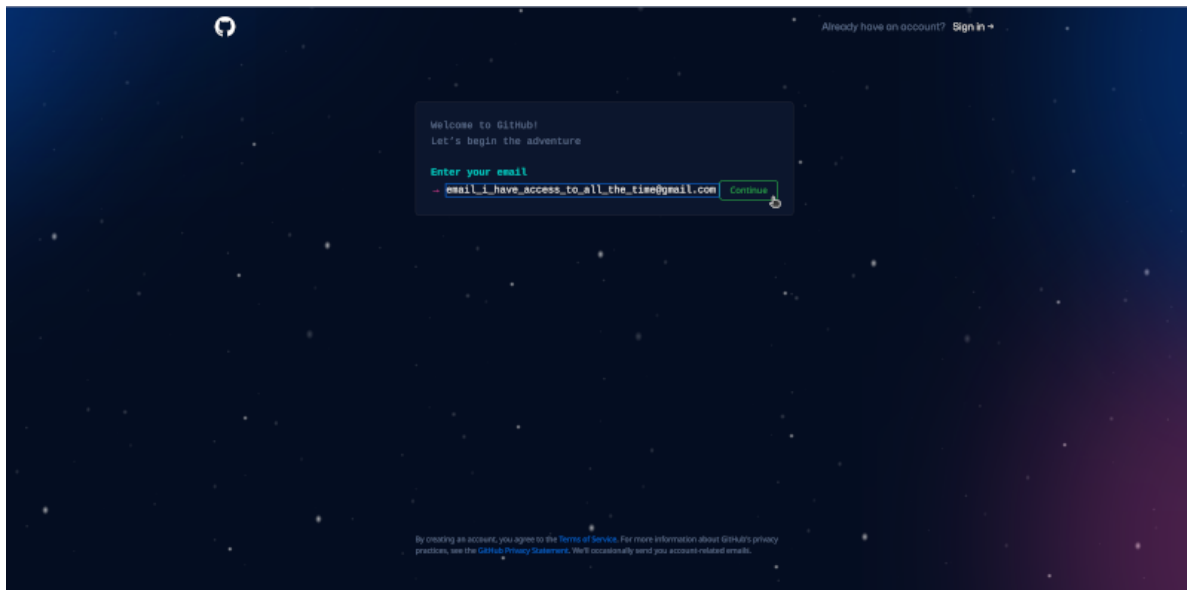 Already have an account? Sign in →
Welcome to GitHub!
Let's begin the adventure
Enter your email
→ email_i_have_access_to_all_the_time@gmail.com Continue
By creating an account, you agree to the Terms of Service. For more information about GitHub's privacy
practices, see the GitHub Privacy Statement. We'll occasionally send you account-related emails.